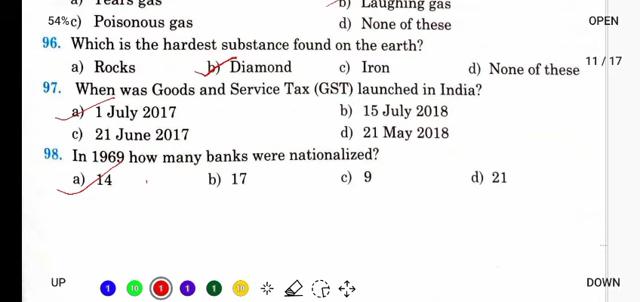 a) Tears gas b) Laughing gas
54% c) Poisonous gas d) None of these OPEN
96. Which is the hardest substance found on the earth?
a) Rocks b) Diamond c) Iron d) None of these 11 / 17
97. When was Goods and Service Tax (GST) launched in India?
a) 1 July 2017 b) 15 July 2018
c) 21 June 2017 d) 21 May 2018
98. In 1969 how many banks were nationalized?
a) 14 b) 17 c) 9 d) 21
UP 1 10 1 1 1 10 DOWN